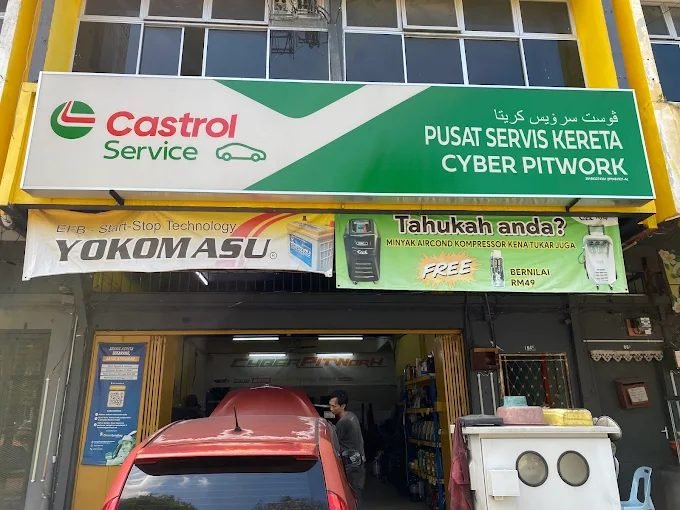 Castrol
Service
ڤوست سرۏيس کريتا
PUSAT SERVIS KERETA
CYBER PITWORK
EFB - Start-Stop Technology
YOKOMASU®
Tahukah anda?
MINYAK AIRCOND KOMPRESSOR KENA TUKAR JUGA
FREE
BERNILAI
RM49
CYBER PITWORK